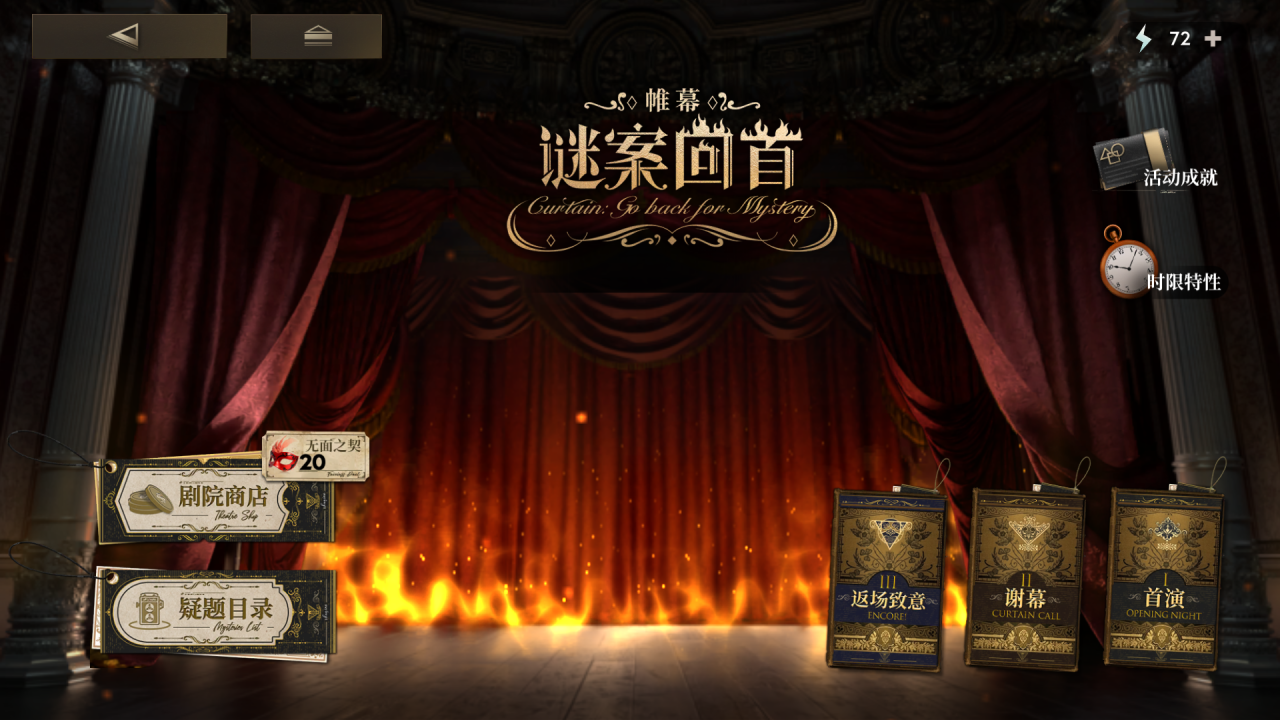 72
帷幕
谜案回首
Curtain: Go back for Mystery
活动成就
时限特性
无面之契
20
剧院商店
Theatre Shop
疑题目录
Mysteries List
III
返场致意
ENCORE!
II
谢幕
CURTAIN CALL
I
首演
OPENING NIGHT